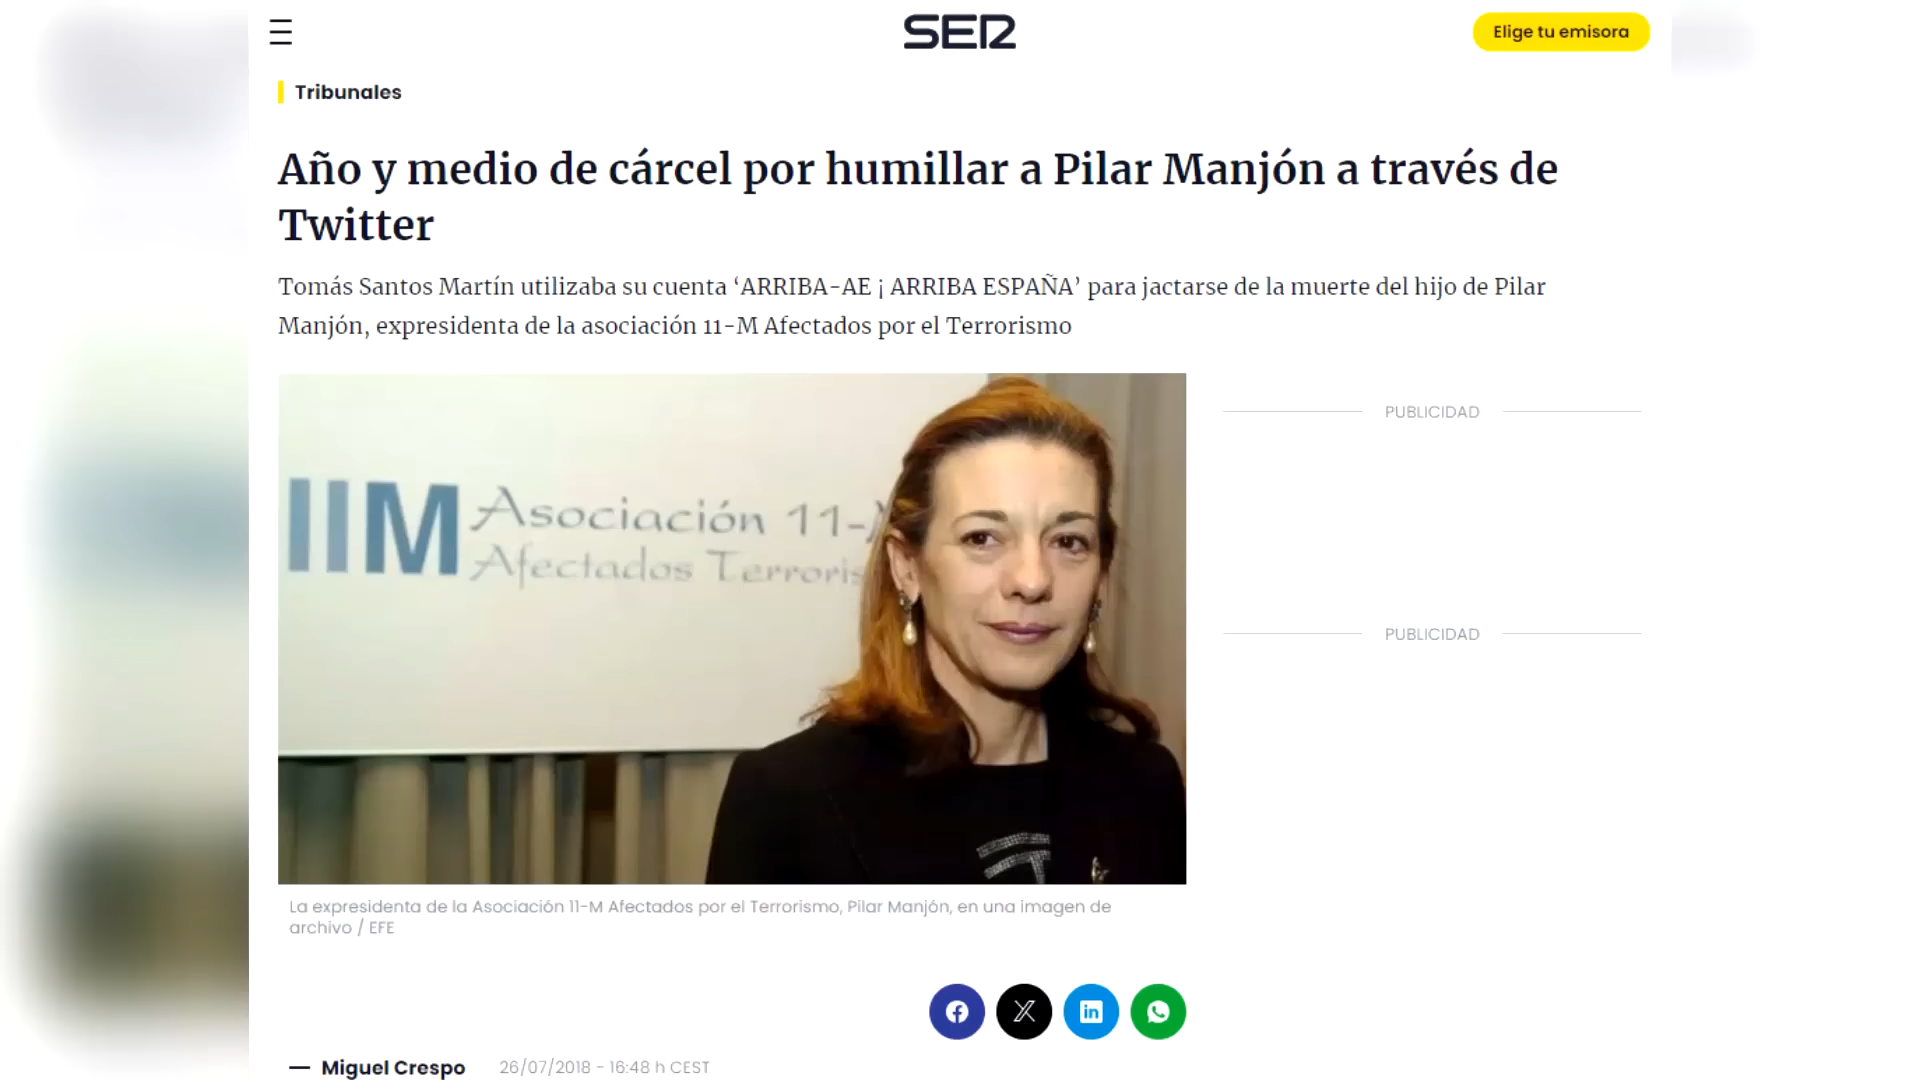 SER
Elige tu emisora
Tribunales
Año y medio de cárcel por humillar a Pilar Manjón a través de
Twitter
Tomás Santos Martín utilizaba su cuenta ‘ARRIBA-AE ¡ ARRIBA ESPAÑA’ para jactarse de la muerte del hijo de Pilar
Manjón, expresidenta de la asociación 11-M Afectados por el Terrorismo
11M Asociación 11-M
Afectados Terroris
PUBLICIDAD
PUBLICIDAD
La expresidenta de la Asociación 11-M Afectados por el Terrorismo, Pilar Manjón, en una imagen de
archivo / EFE
— Miguel Crespo 26/07/2018 - 16:48 h CEST